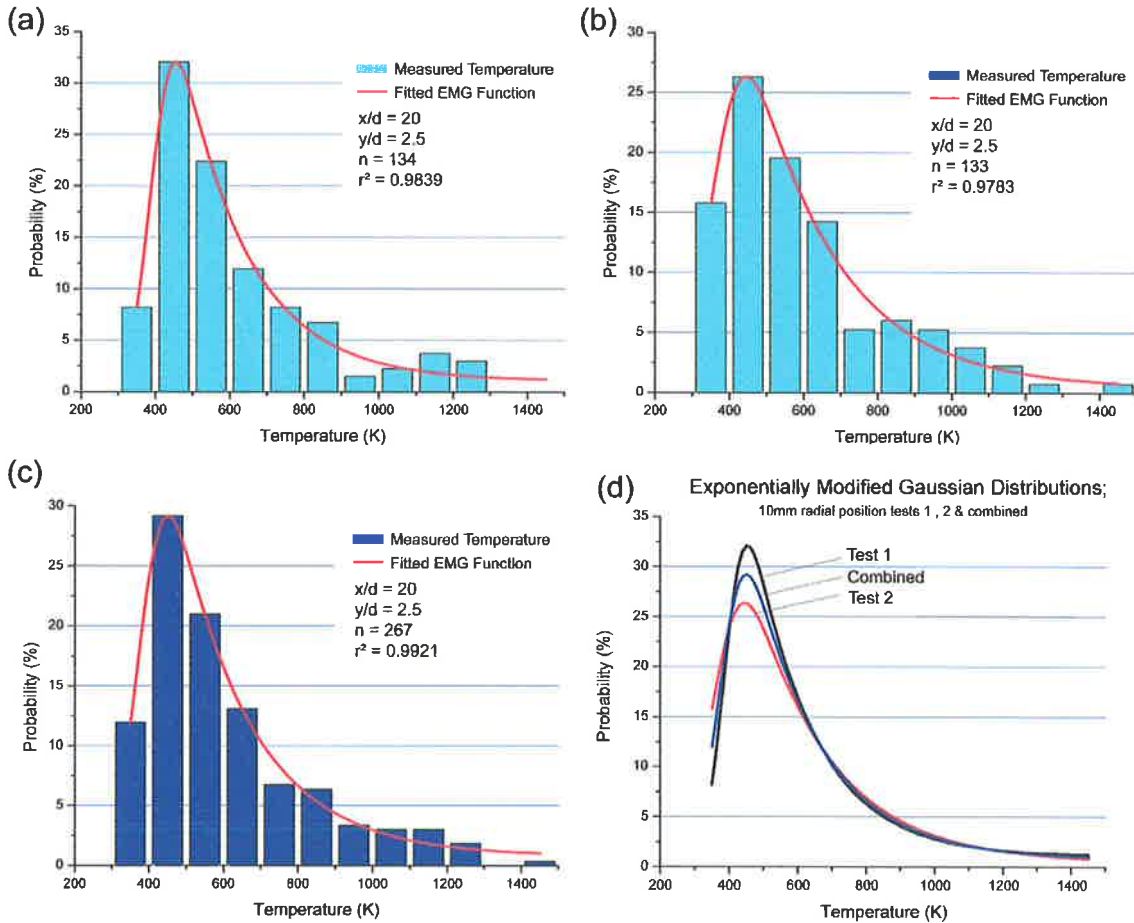 (a)
35
30
25
20
15
10
5
0
Probability (%)
200 400 600 800 1000 1200
Temperature (K)
Measured Temperature
Fitted EMG Function
x/d = 20
y/d = 2.5
n = 134
r² = 0.9839
(b)
30
25
20
15
10
5
0
Probability (%)
200 400 600 800 1000 1200 1400
Temperature (K)
Measured Temperature
Fitted EMG Function
x/d = 20
y/d = 2.5
n = 133
r² = 0.9783
(c)
30
25
20
15
10
5
0
Probability (%)
200 400 600 800 1000 1200 1400
Temperature (K)
Measured Temperature
Fitted EMG Function
x/d = 20
y/d = 2.5
n = 267
r² = 0.9921
(d)
Exponentially Modified Gaussian Distributions;
10mm radial position tests 1 , 2 & combined
35
30
25
20
15
10
5
0
Probability (%)
Test 1
Combined
Test 2
200 400 600 800 1000 1200 1400
Temperature (K)